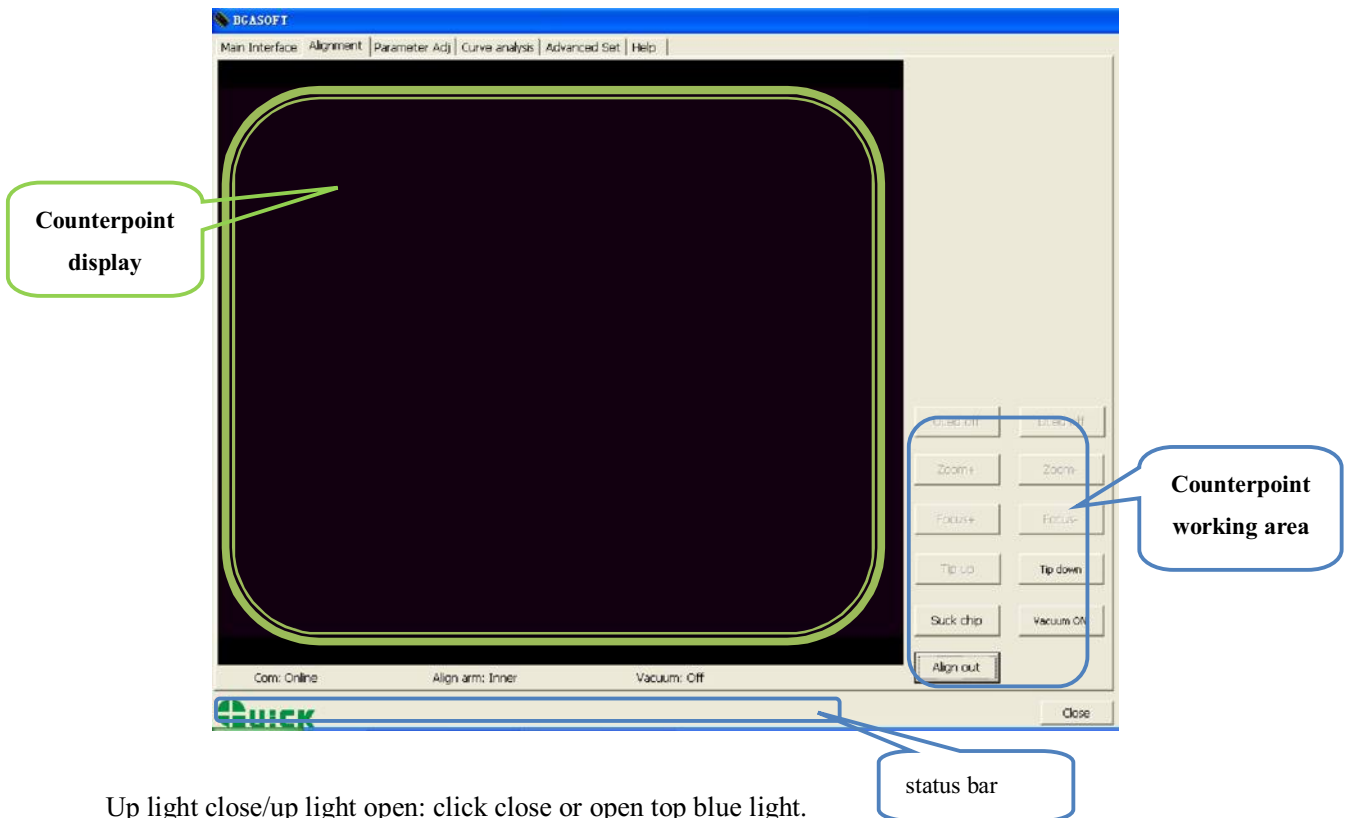 BGASOFT
Main Interface Alignment Parameter Adj Curve analysis Advanced Set Help
Counterpoint
display
Zoom+ Zoom-
Counterpoint
working area
Focus+ Focus-
Tip up Tip down
Suck chip Vacuum ON
Align out
Com: Online Align arm: Inner Vacuum: Off
QUICK
Close
status bar
Up light close/up light open: click close or open top blue light.